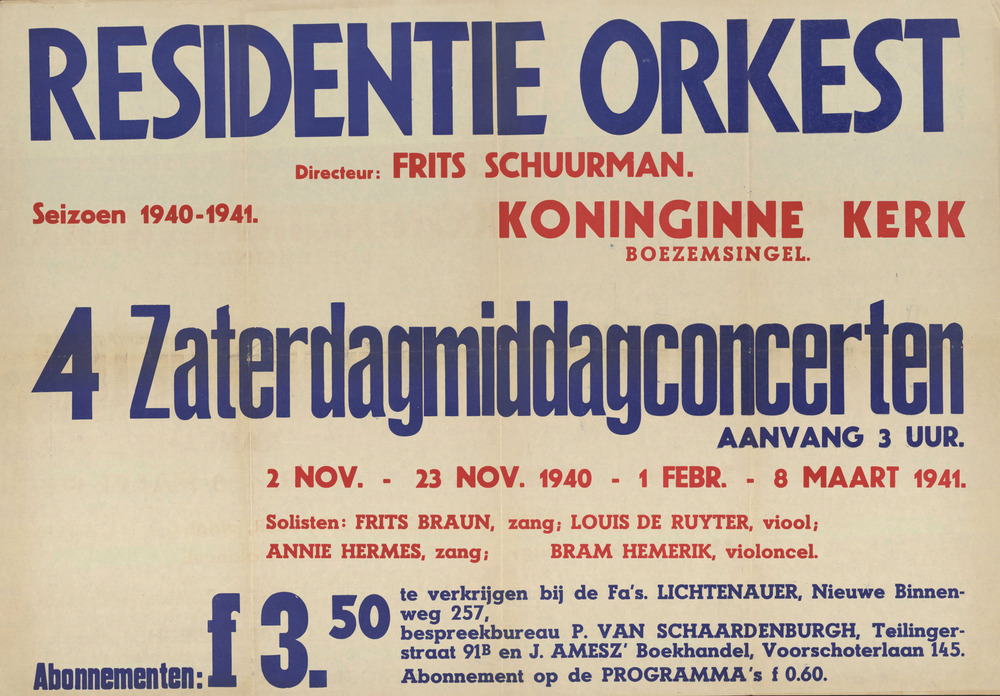 RESIDENTIE ORKEST
Directeur: FRITS SCHUURMAN.
Seizoen 1940-1941.
KONINGINNE KERK
BOEZEMSINGEL.
4 Zaterdagmiddagconcerten
AANVANG 3 UUR.
2 NOV. - 23 NOV. 1940 - 1 FEBR. - 8 MAART 1941.
Solisten: FRITS BRAUN, zang; LOUIS DE RUYTER, viool;
ANNIE HERMES, zang; BRAM HEMERIK, violoncel.
Abonnementen: f 3.50
te verkrijgen bij de Fa's. LICHTENAUER, Nieuwe Binnen-
weg 257,
bespreekbureau P. VAN SCHAARDENBURGH, Teilinger-
straat 91B en J. AMESZ' Boekhandel, Voorschoterlaan 145.
Abonnement op de PROGRAMMA's f 0.60.